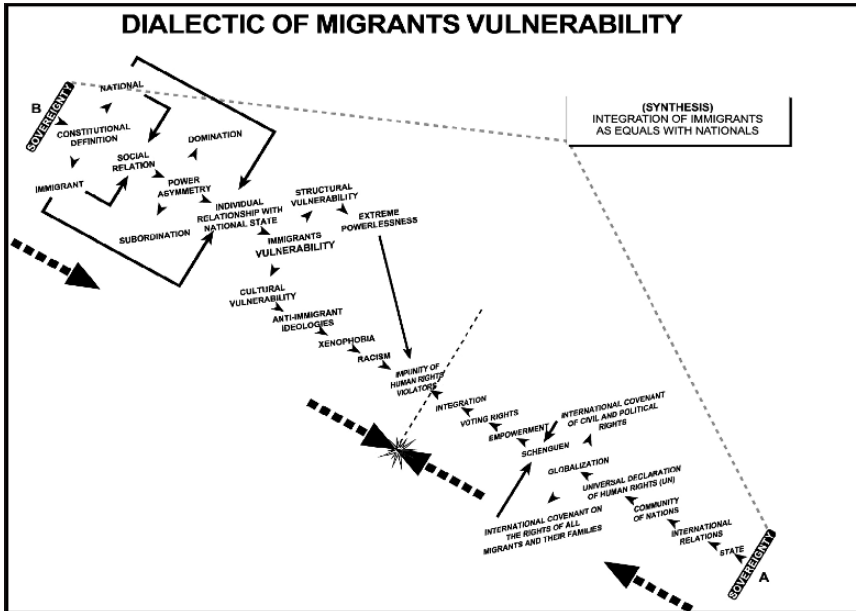 DIALECTIC OF MIGRANTS VULNERABILITY
(SYNTHESIS)
INTEGRATION OF IMMIGRANTS
AS EQUALS WITH NATIONALS
B
SOVEREIGNTY
NATIONAL
CONSTITUTIONAL
DEFINITION
IMMIGRANT
SOCIAL
RELATION
DOMINATION
POWER
ASYMMETRY
SUBORDINATION
INDIVIDUAL
RELATIONSHIP WITH
NATIONAL STATE
STRUCTURAL
VULNERABILITY
EXTREME
POWERLESSNESS
IMMIGRANTS
VULNERABILITY
CULTURAL
VULNERABILITY
ANTI-IMMIGRANT
IDEOLOGIES
XENOPHOBIA
RACISM
IMPUNITY OF
HUMAN RIGHTS'
VIOLATORS
INTEGRATION
VOTING RIGHTS
EMPOWERMENT
INTERNATIONAL COVENANT
OF CIVIL AND POLITICAL
RIGHTS
SCHENGUEN
GLOBALIZATION
UNIVERSAL DECLARATION
OF HUMAN RIGHTS (UN)
INTERNATIONAL COVENANT ON
THE RIGHTS OF ALL
MIGRANTS AND THEIR FAMILIES
COMMUNITY
OF NATIONS
INTERNATIONAL
RELATIONS
STATE
SOVEREIGNTY
A